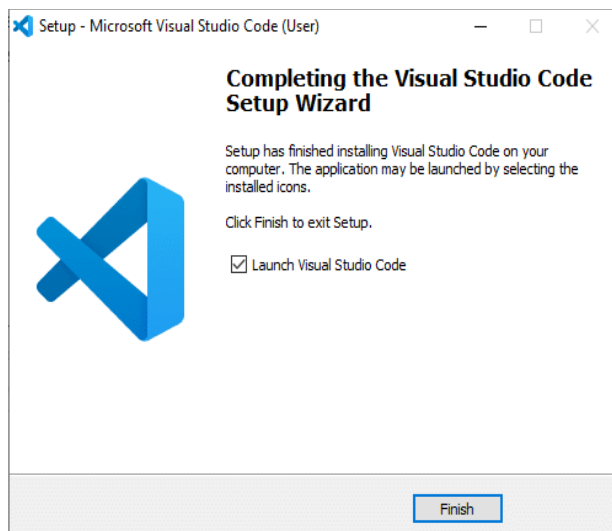 Setup - Microsoft Visual Studio Code (User)
Completing the Visual Studio Code
Setup Wizard
Setup has finished installing Visual Studio Code on your
computer. The application may be launched by selecting the
installed icons.
Click Finish to exit Setup.
Launch Visual Studio Code
Finish